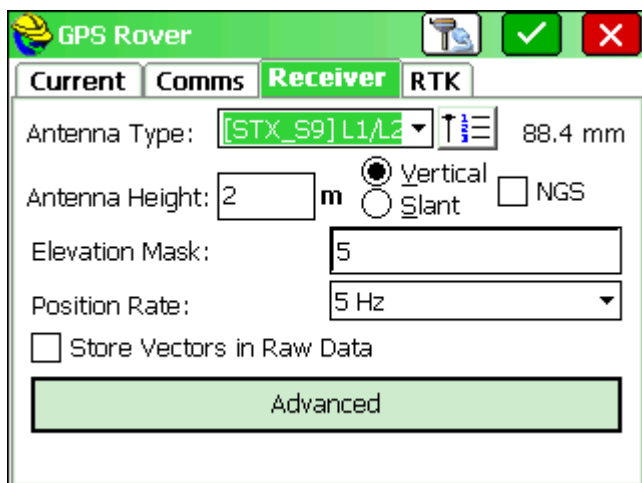 GPS Rover
Current Comms Receiver RTK
Antenna Type: [STX_S9] L1/L2 88.4 mm
Antenna Height: 2 m Vertical NGS
Slant
Elevation Mask: 5
Position Rate: 5 Hz
Store Vectors in Raw Data
Advanced